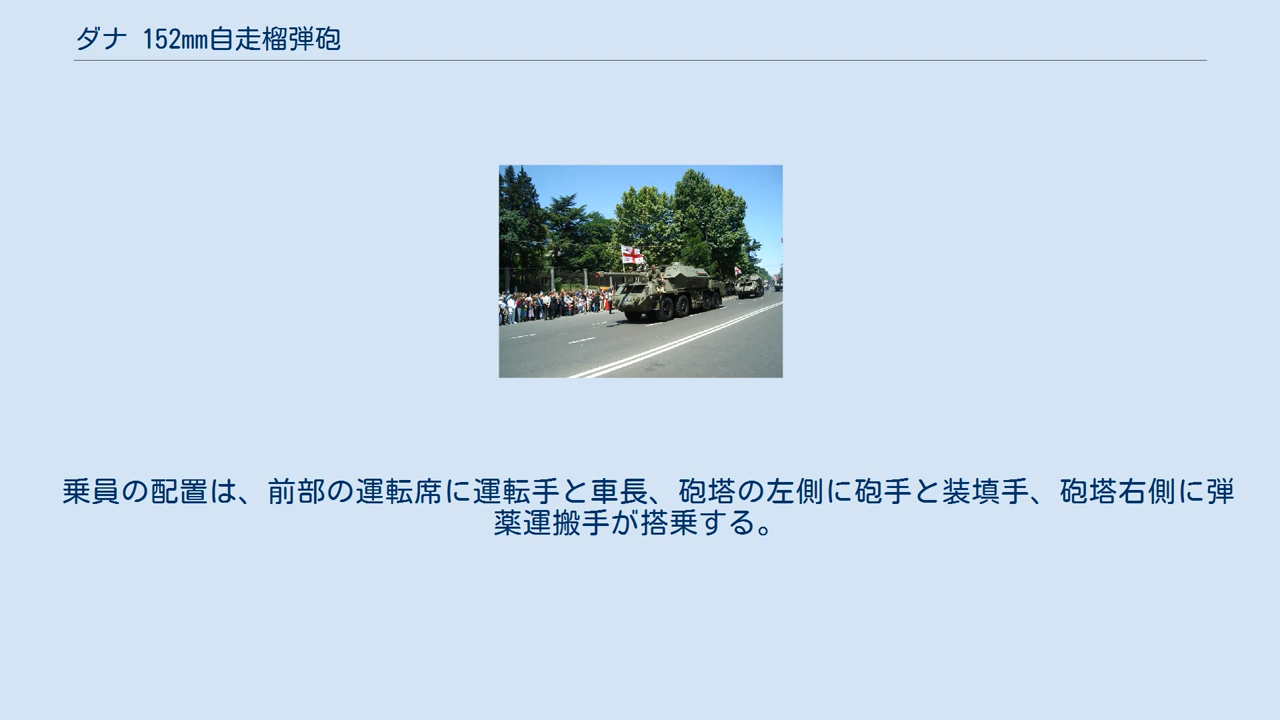 ダナ 152mm自走榴弾砲
乗員の配置は、前部の運転席に運転手と車長、砲塔の左側に砲手と装填手、砲塔右側に弾
薬運搬手が搭乗する。